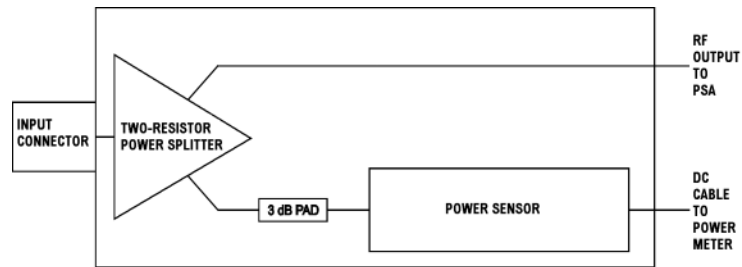 RF
OUTPUT
TO
PSA
INPUT
CONNECTOR
TWO-RESISTOR
POWER SPLITTER
3 dB PAD
POWER SENSOR
DC
CABLE
TO
POWER
METER